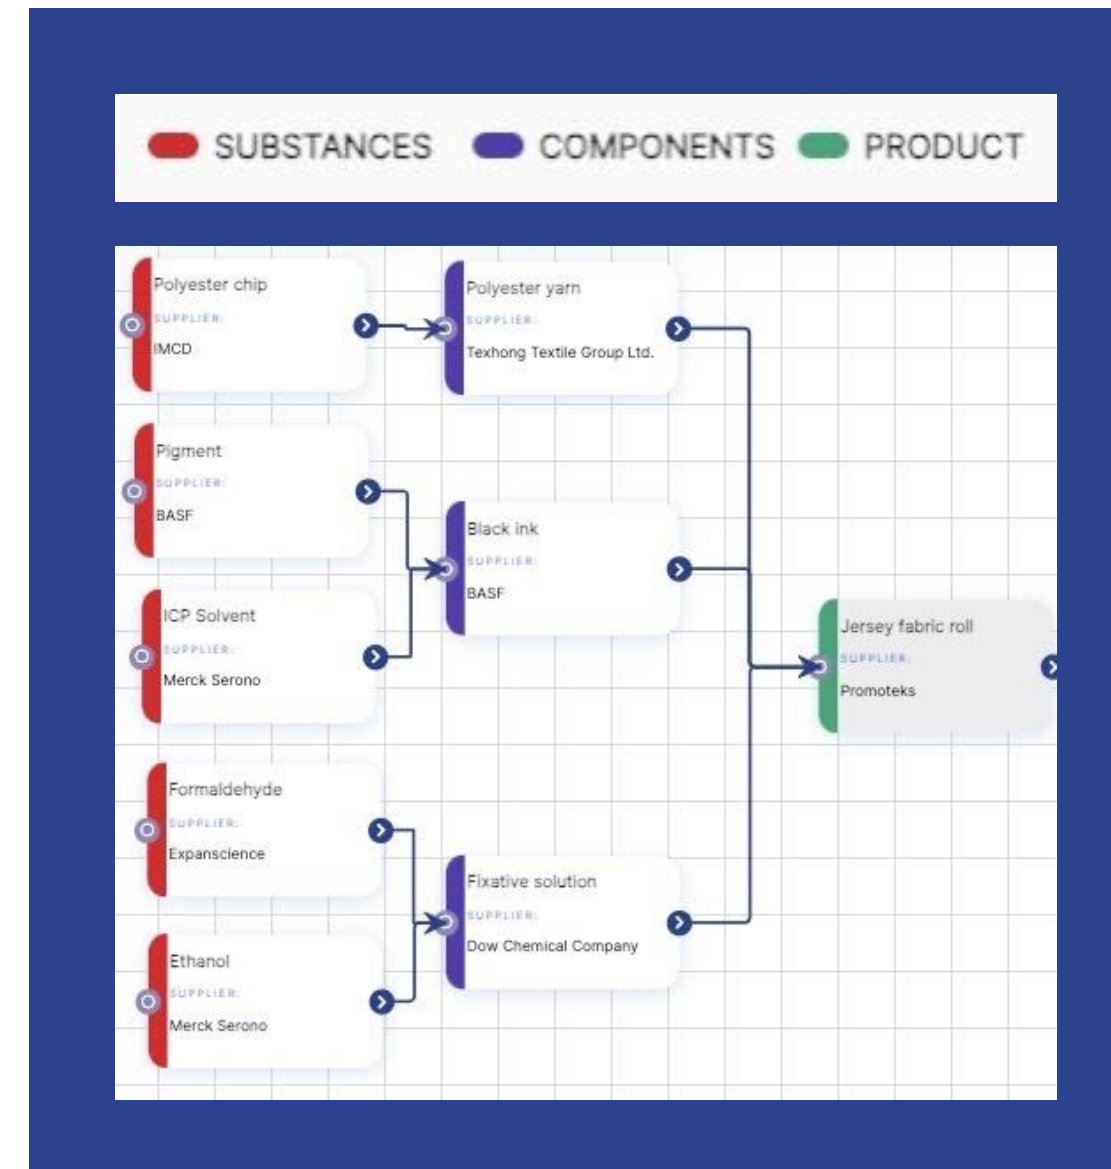 SUBSTANCES COMPONENTS PRODUCT
Polyester chip
SUPPLIER:
IMCD
Polyester yarn
SUPPLIER:
Texhong Textile Group Ltd.
Pigment
SUPPLIER:
BASF
Black ink
SUPPLIER:
BASF
ICP Solvent
SUPPLIER:
Merck Serono
Jersey fabric roll
SUPPLIER:
Promoteks
Formaldehyde
SUPPLIER:
Expanscience
Fixative solution
SUPPLIER:
Dow Chemical Company
Ethanol
SUPPLIER:
Merck Serono